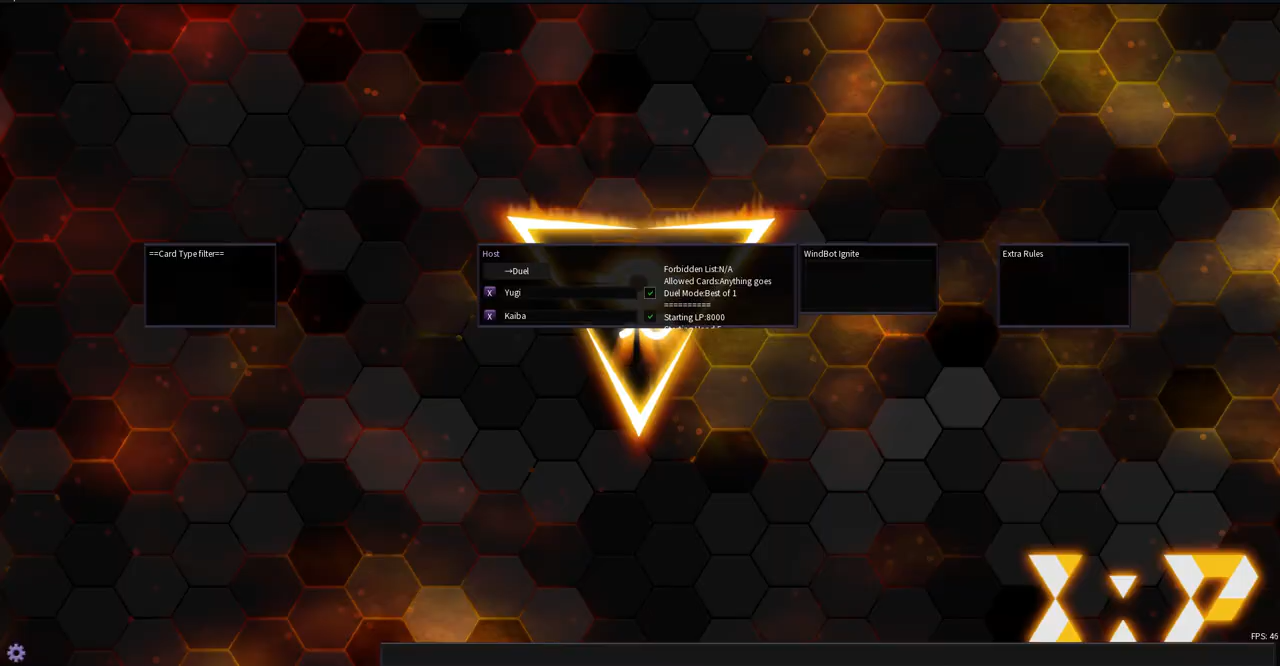 ==Card Type filter==
Host
→Duel
X Yugi
X Kaiba
Forbidden List:N/A
Allowed Cards:Anything goes
Duel Mode:Best of 1
==========
Starting LP:8000
WindBot Ignite
Extra Rules
X:P
FPS: 46